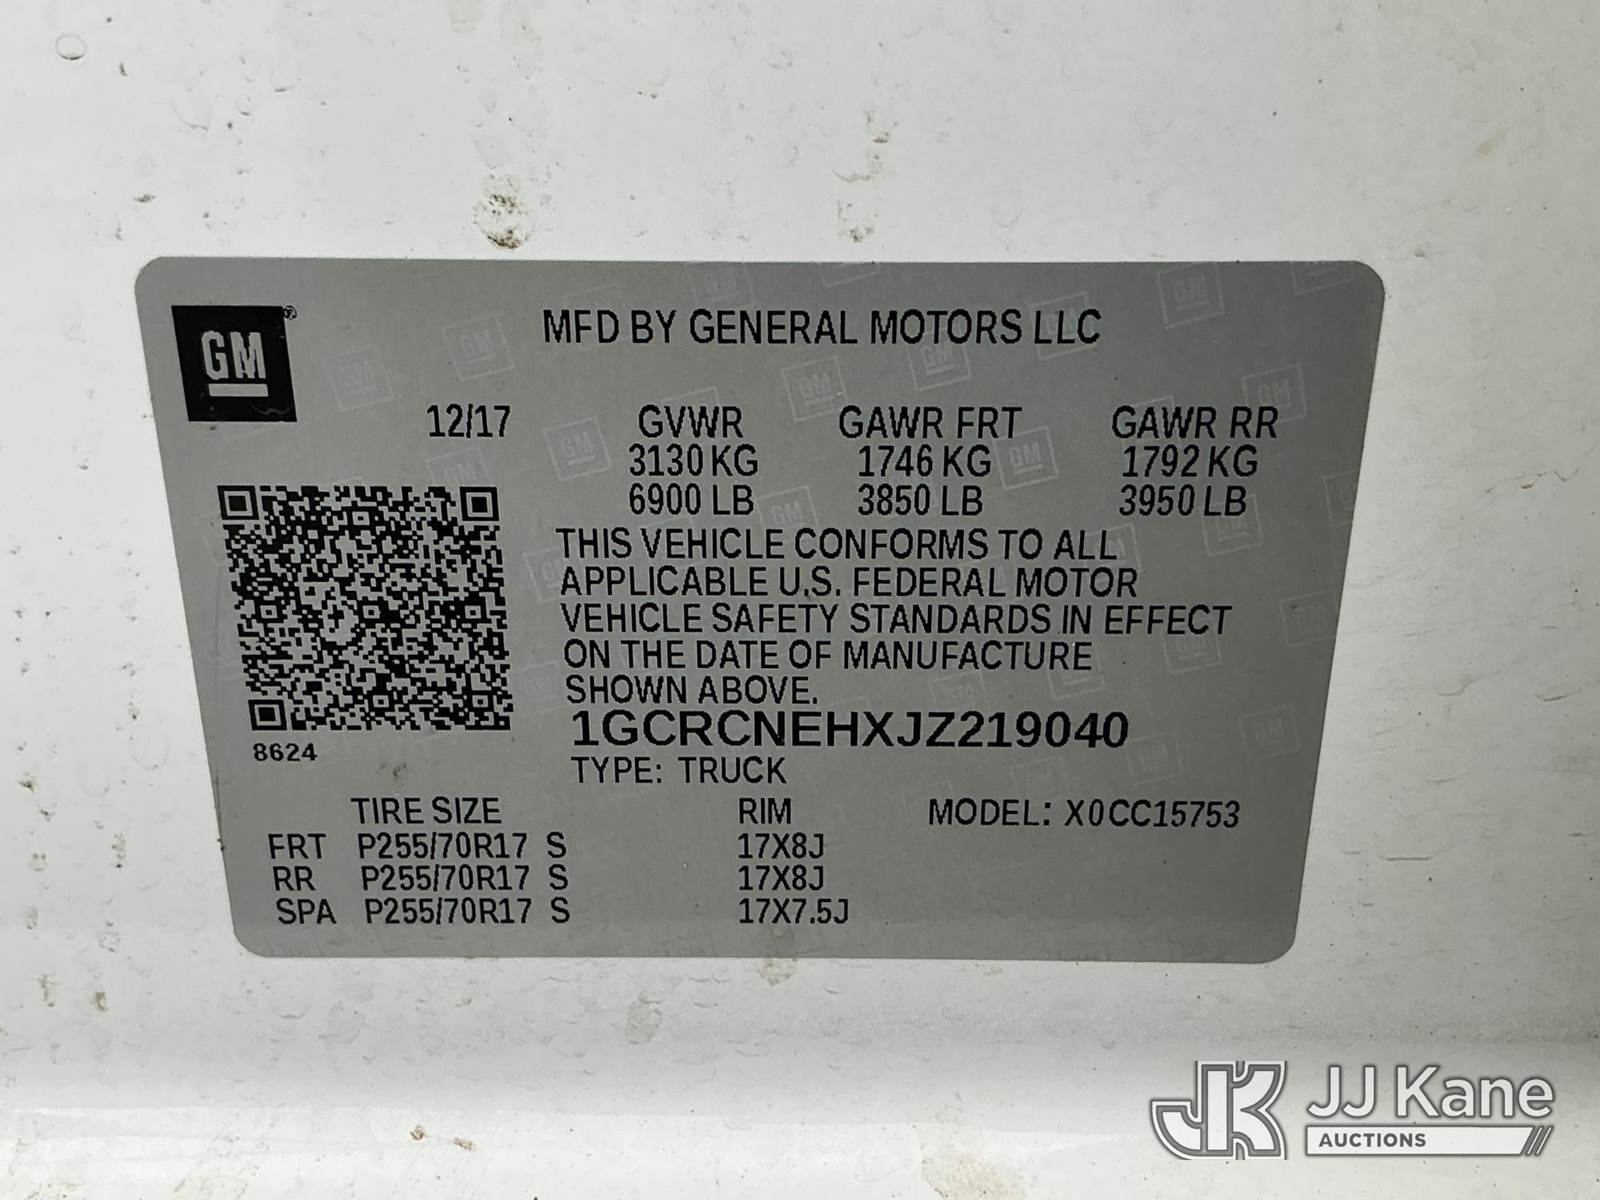 GM®
MFD BY GENERAL MOTORS LLC
12/17 GVWR GAWR FRT GAWR RR
3130 KG 1746 KG 1792 KG
6900 LB 3850 LB 3950 LB
THIS VEHICLE CONFORMS TO ALL
APPLICABLE U.S. FEDERAL MOTOR
VEHICLE SAFETY STANDARDS IN EFFECT
ON THE DATE OF MANUFACTURE
SHOWN ABOVE.
1GCRCNEHXJZ219040
8624
TYPE: TRUCK
TIRE SIZE RIM MODEL: X0CC15753
FRT P255/70R17 S 17X8J
RR P255/70R17 S 17X8J
SPA P255/70R17 S 17X7.5J
JK JJ Kane
AUCTIONS